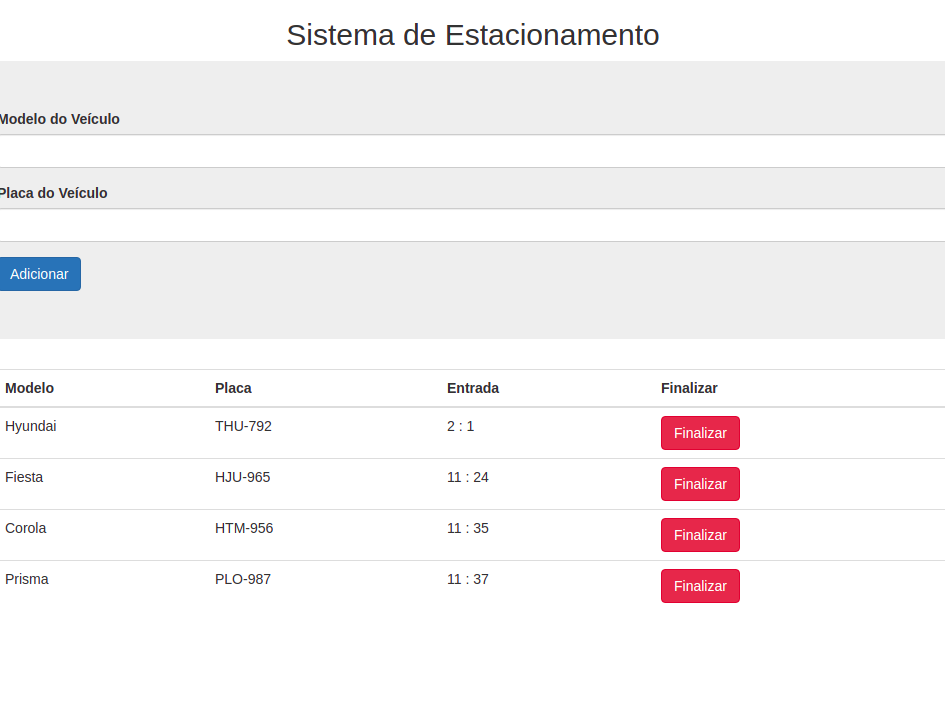 Sistema de Estacionamento
Modelo do Veículo
Placa do Veículo
Adicionar
Modelo Placa Entrada Finalizar
Hyundai THU-792 2 : 1 Finalizar
Fiesta HJU-965 11 : 24 Finalizar
Corola HTM-956 11 : 35 Finalizar
Prisma PLO-987 11 : 37 Finalizar